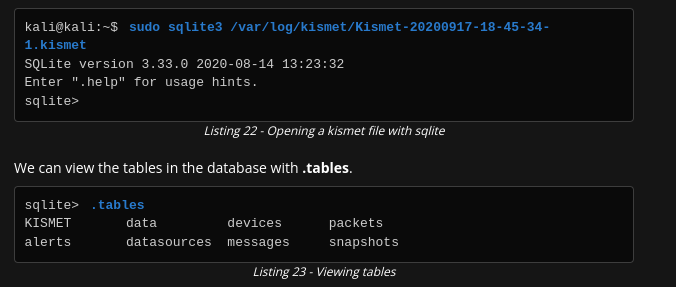 kali@kali:~$ sudo sqlite3 /var/log/kismet/Kismet-20200917-18-45-34-
1.kismet
SQLite version 3.33.0 2020-08-14 13:23:32
Enter ".help" for usage hints.
sqlite>
Listing 22 - Opening a kismet file with sqlite
We can view the tables in the database with .tables.
sqlite> .tables
KISMET       data         devices      packets
alerts       datasources  messages     snapshots
Listing 23 - Viewing tables